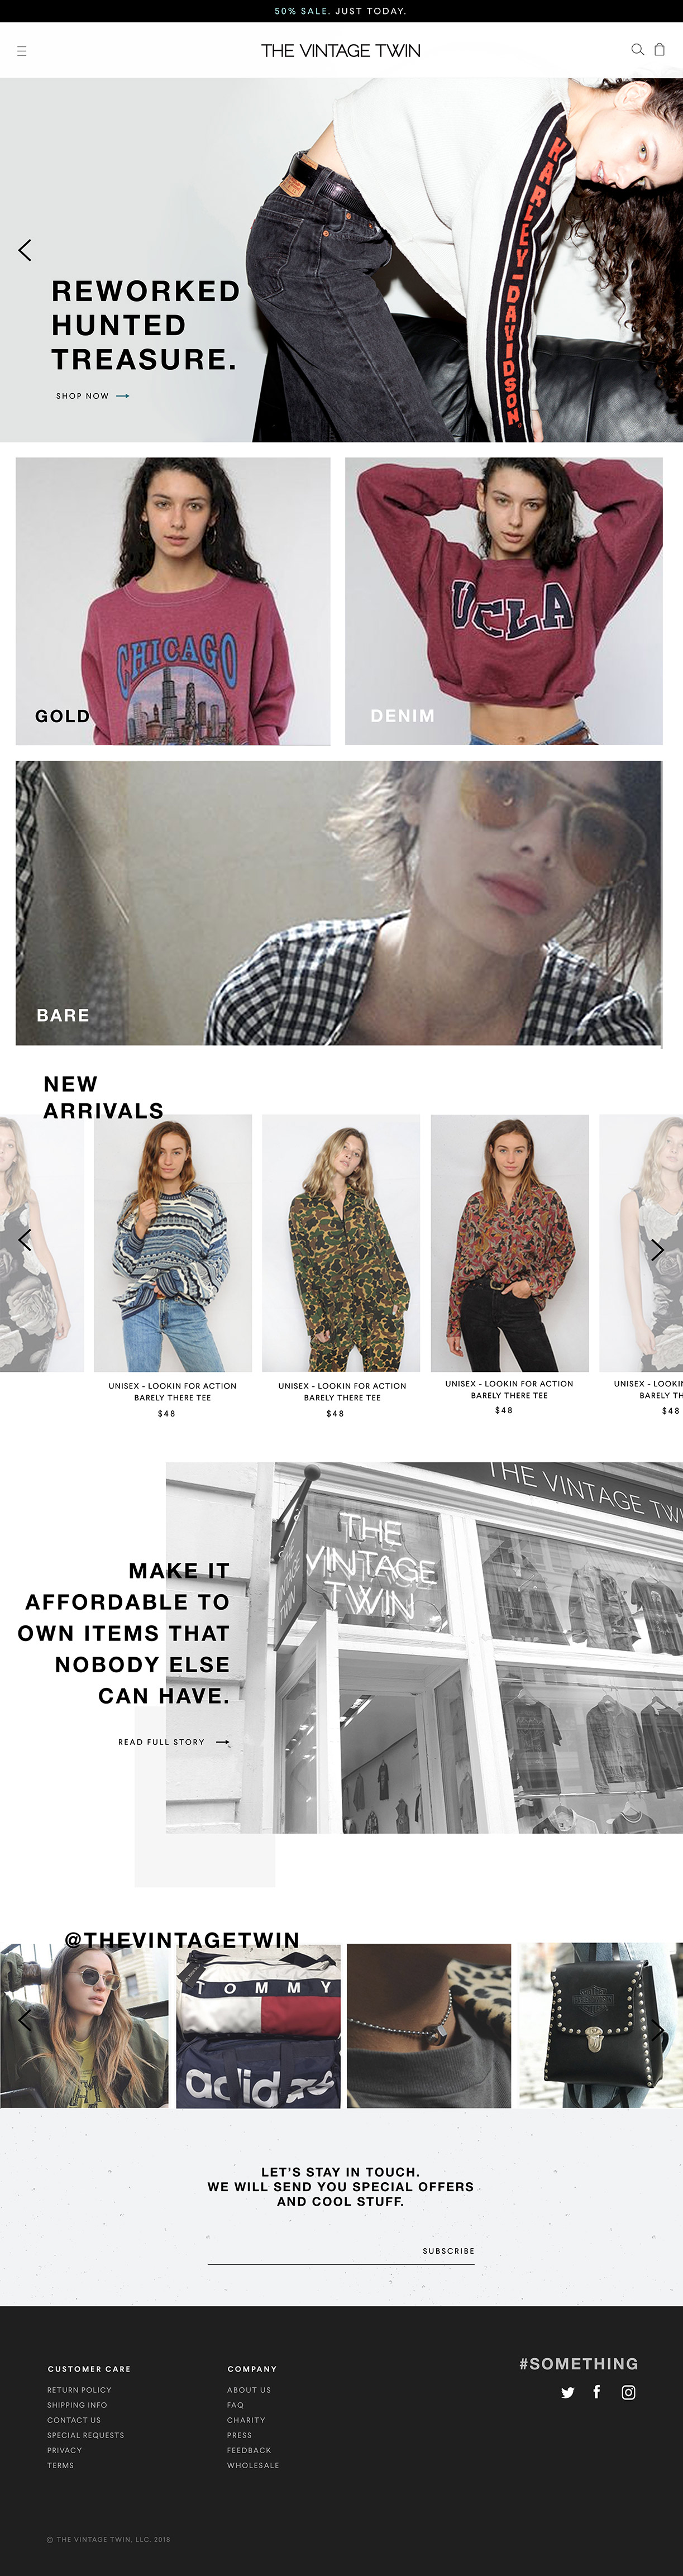 50% SALE. JUST TODAY.
THE VINTAGE TWIN
HARLEY-DAVIDSON
REWORKED
HUNTED
TREASURE.
SHOP NOW
CHICAGO
GOLD
UCLA
DENIM
BARE
NEW
ARRIVALS
UNISEX - LOOKIN FOR ACTION
BARELY THERE TEE
$48
UNISEX - LOOKIN FOR ACTION
BARELY THERE TEE
$48
UNISEX - LOOKIN FOR ACTION
BARELY THERE TEE
$48
UNISEX - LOOKIN
BARELY TH
$48
THE VINTAGE TW
THE
VINTAGE
TWIN
THE
VINTAGE
TWIN
MAKE IT
AFFORDABLE TO
OWN ITEMS THAT
NOBODY ELSE
CAN HAVE.
READ FULL STORY
@THEVINTAGETWIN
TOMMY
adidas
LET'S STAY IN TOUCH.
WE WILL SEND YOU SPECIAL OFFERS
AND COOL STUFF.
SUBSCRIBE
CUSTOMER CARE
RETURN POLICY
SHIPPING INFO
CONTACT US
SPECIAL REQUESTS
PRIVACY
TERMS
COMPANY
ABOUT US
FAQ
CHARITY
PRESS
FEEDBACK
WHOLESALE
#SOMETHING
© THE VINTAGE TWIN, LLC. 2018